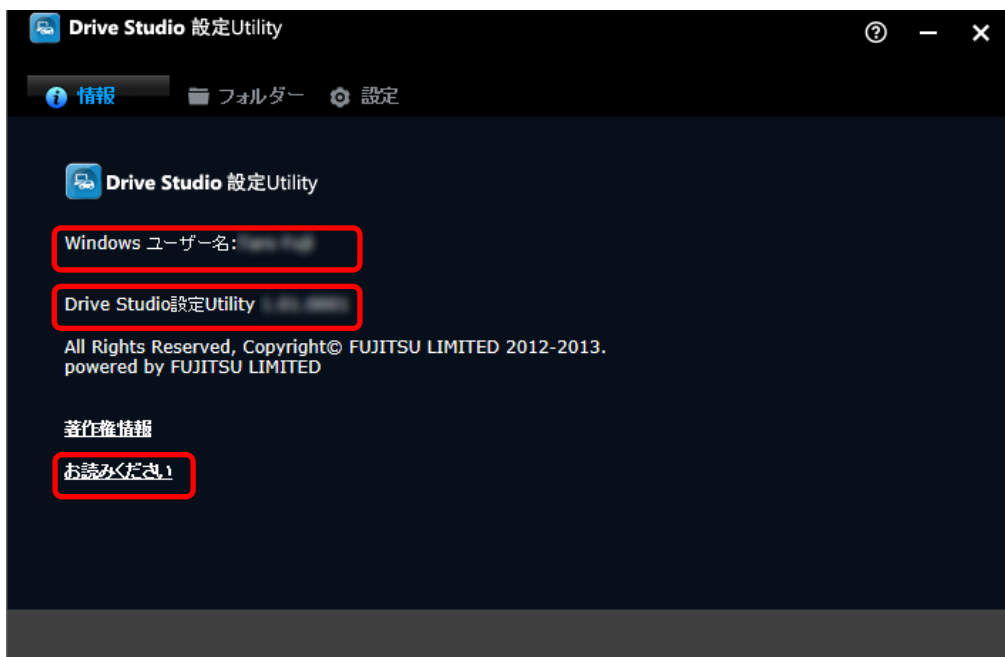 Drive Studio 設定Utility
情報 フォルダー 設定
Drive Studio 設定Utility
Windows ユーザー名:
Drive Studio設定Utility
All Rights Reserved, Copyright© FUJITSU LIMITED 2012-2013.
powered by FUJITSU LIMITED
著作権情報
お読みください